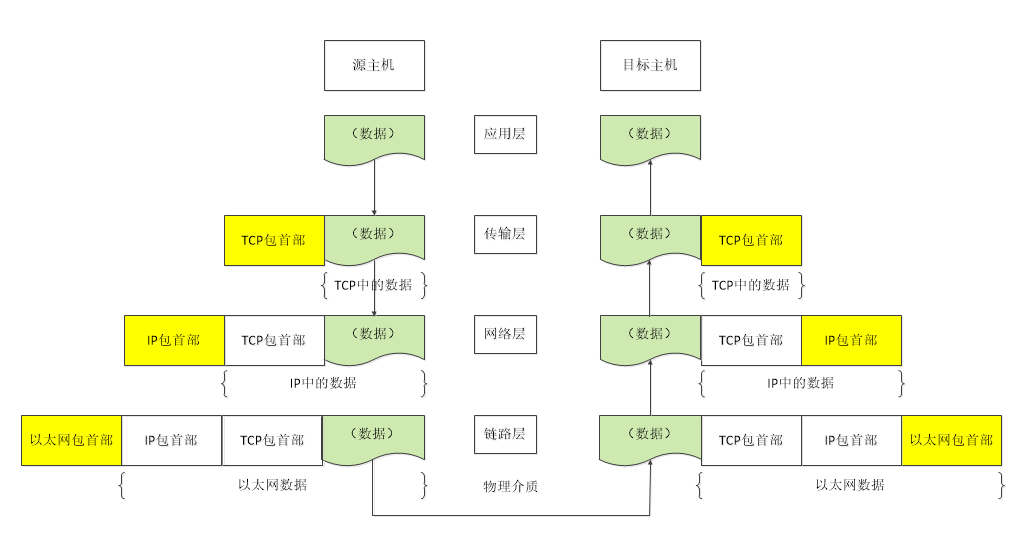 源主机
目标主机
（数据）
应用层
（数据）
TCP包首部
（数据）
传输层
（数据）
TCP包首部
{ TCP中的数据 }
{ TCP中的数据 }
IP包首部
TCP包首部
（数据）
网络层
（数据）
TCP包首部
IP包首部
{ IP中的数据 }
{ IP中的数据 }
以太网包首部
IP包首部
TCP包首部
（数据）
链路层
（数据）
TCP包首部
IP包首部
以太网包首部
{ 以太网数据 }
物理介质
{ 以太网数据 }